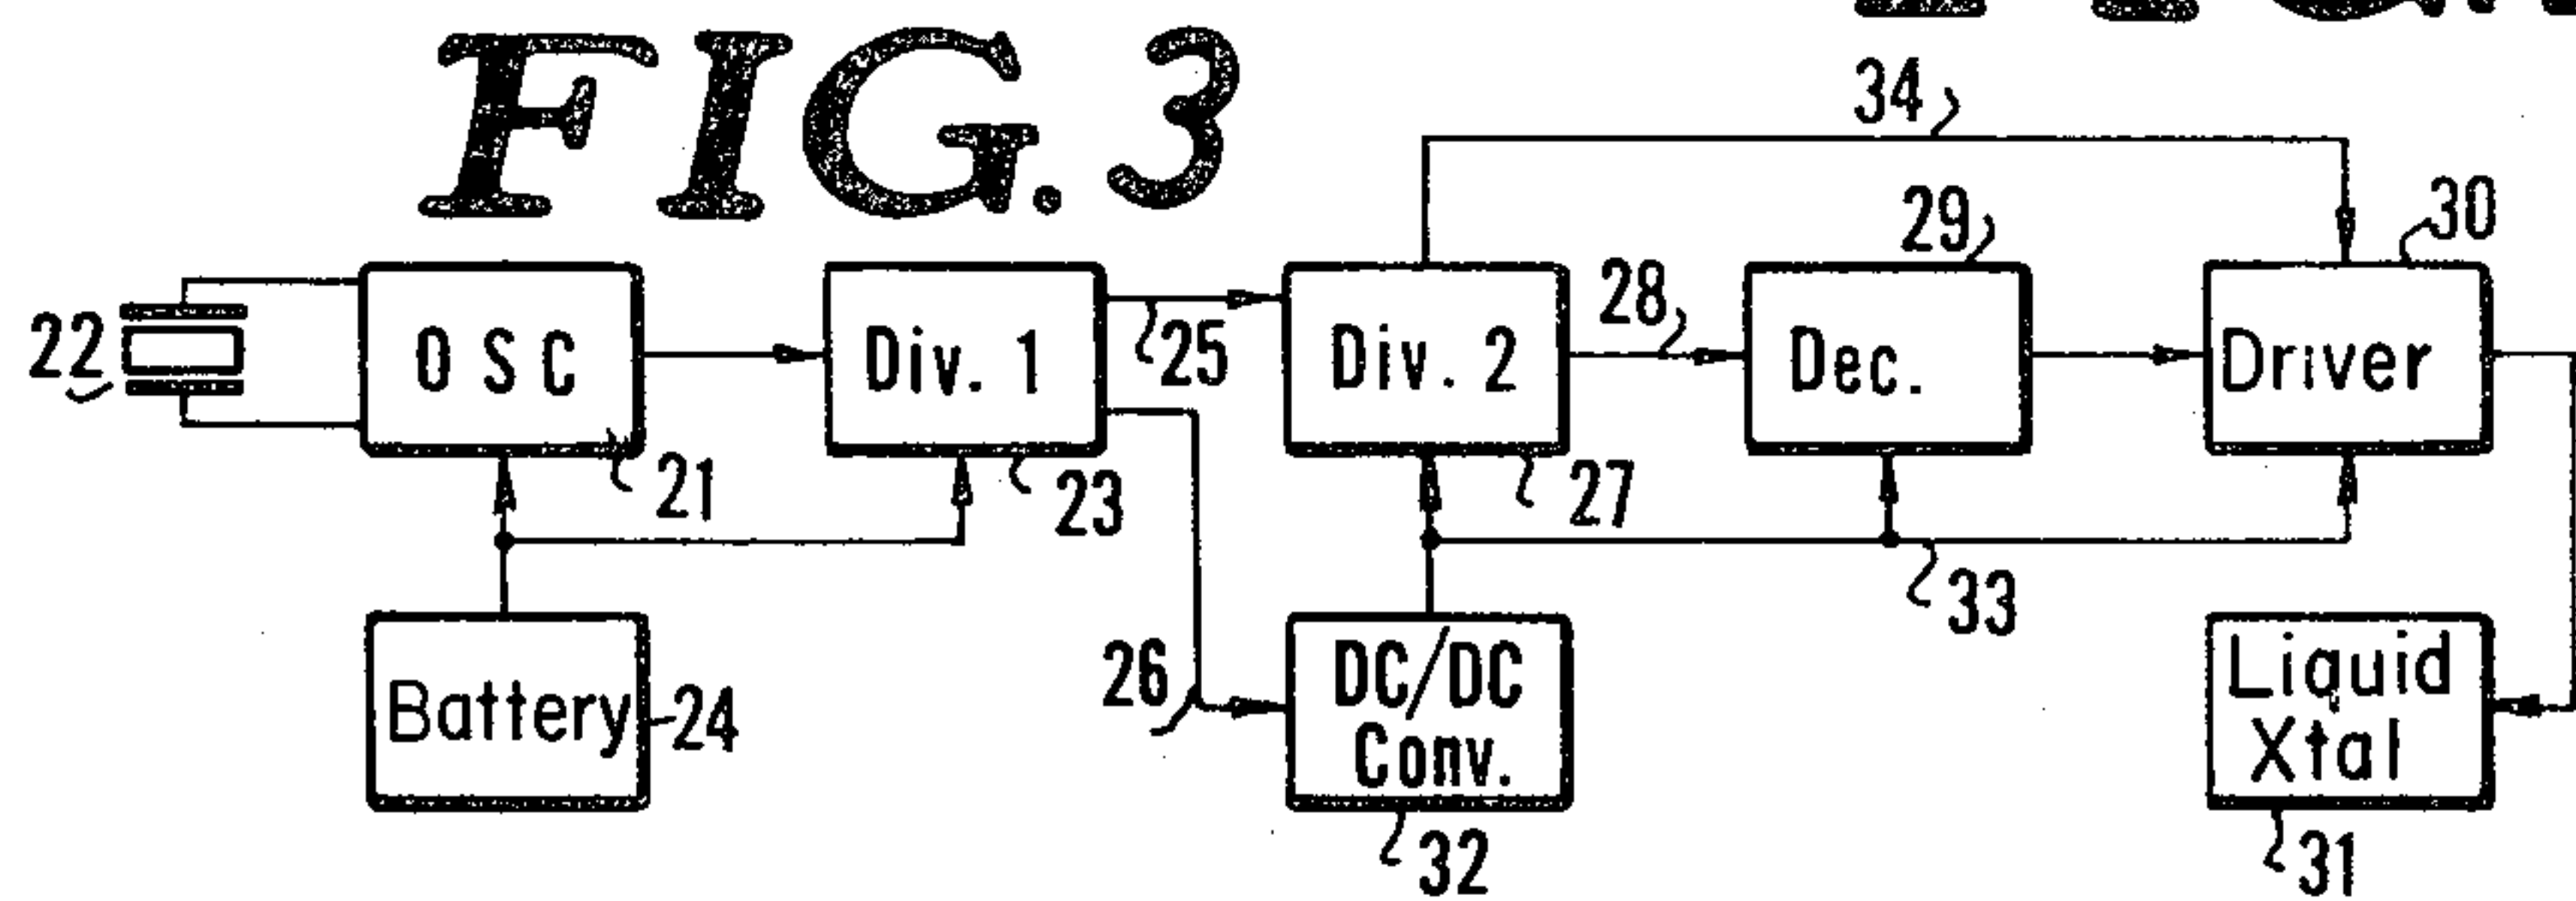 FIG. 3
34
22
OSC
21
Div. 1
23
25
26
Div. 2
27
28
Dec.
29
Driver
30
33
Battery
24
DC/DC
Conv.
32
Liquid
Xtal
31